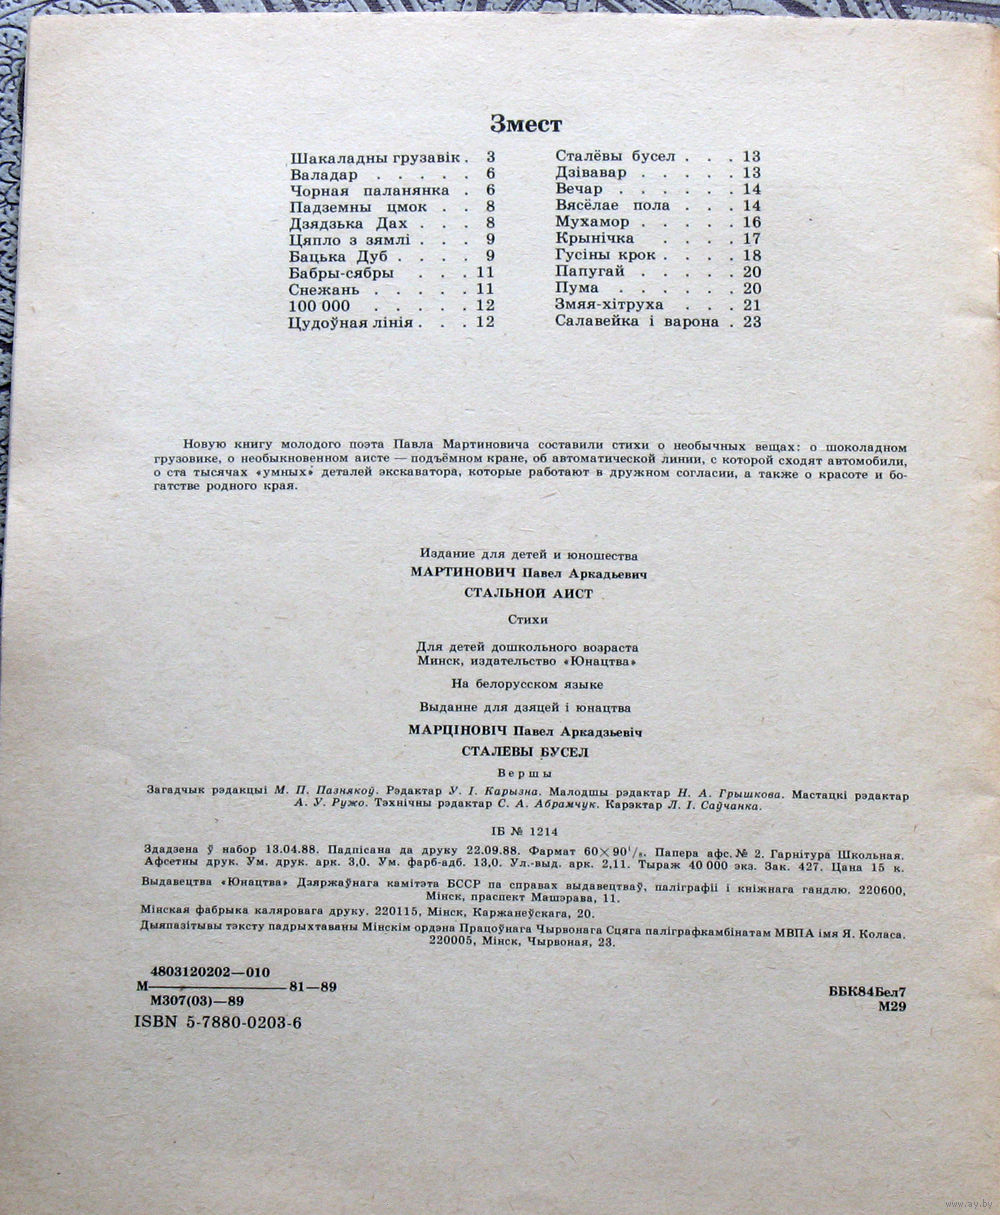 Змест
Шакаладны грузавік . 3
Валадар . . . . . 6
Чорная паланянка . 6
Падземны цмок . . 8
Дзядзька Дах . . . 8
Цяпло з зямлі . . . 9
Бацька Дуб . . . . 9
Бабры-сябры . . . 11
Снежань . . . . . 11
100 000 . . . . . 12
Цудоўная лінія . . . 12
Сталёвы бусел . . . 13
Дзівавар . . . . . 13
Вечар . . . . . . 14
Вясёлае пола . . . 14
Мухамор . . . . . 16
Крынічка . . . . 17
Гусіны крок . . . . 18
Папугай . . . . . 20
Пума . . . . . . 20
Змяя-хітруха . . . 21
Салавейка і варона . 23
Новую книгу молодого поэта Павла Мартиновича составили стихи о необычных вещах: о шоколадном
грузовике, о необыкновенном аисте — подъёмном кране, об автоматической линии, с которой сходят автомобили,
о ста тысячах «умных» деталей экскаватора, которые работают в дружном согласии, а также о красоте и бо-
гатстве родного края.
Издание для детей и юношества
МАРТИНОВИЧ Павел Аркадьевич
СТАЛЬНОЙ АИСТ
Стихи
Для детей дошкольного возраста
Минск, издательство «Юнацтва»
На белорусском языке
Выданне для дзяцей і юнацтва
МАРЦІНОВІЧ Павел Аркадзьевіч
СТАЛЕВЫ БУСЕЛ
Вершы
Загадчык рэдакцыі М. П. Пазнякоў. Рэдактар У. І. Карызна. Малодшы рэдактар Н. А. Грышкова. Мастацкі рэдактар
А. У. Ружо. Тэхнічны рэдактар С. А. Абрамчук. Карэктар Л. І. Саўчанка.
ІБ № 1214
Здадзена ў набор 13.04.88. Падпісана да друку 22.09.88. Фармат 60×90¹/₈. Папера афс. № 2. Гарнітура Школьная.
Афсетны друк. Ум. друк. арк. 3,0. Ум. фарб-адб. 13,0. Ул.-выд. арк. 2,11. Тыраж 40 000 экз. Зак. 427. Цана 15 к.
Выдавецтва «Юнацтва» Дзяржаўнага камітэта БССР па справах выдавецтваў, паліграфіі і кніжнага гандлю. 220600,
Мінск, праспект Машэрава, 11.
Мінская фабрыка каляровага друку. 220115, Мінск, Каржанеўскага, 20.
Дыяпазітывы тэксту падрыхтаваны Мінскім ордэна Працоўнага Чырвонага Сцяга паліграфкамбінатам МВПА імя Я. Коласа.
220005, Мінск, Чырвоная, 23.
4803120202—010
М————————81—89
М307(03)—89
ISBN 5-7880-0203-6
ББК84Бел7
М29
www.ay.by